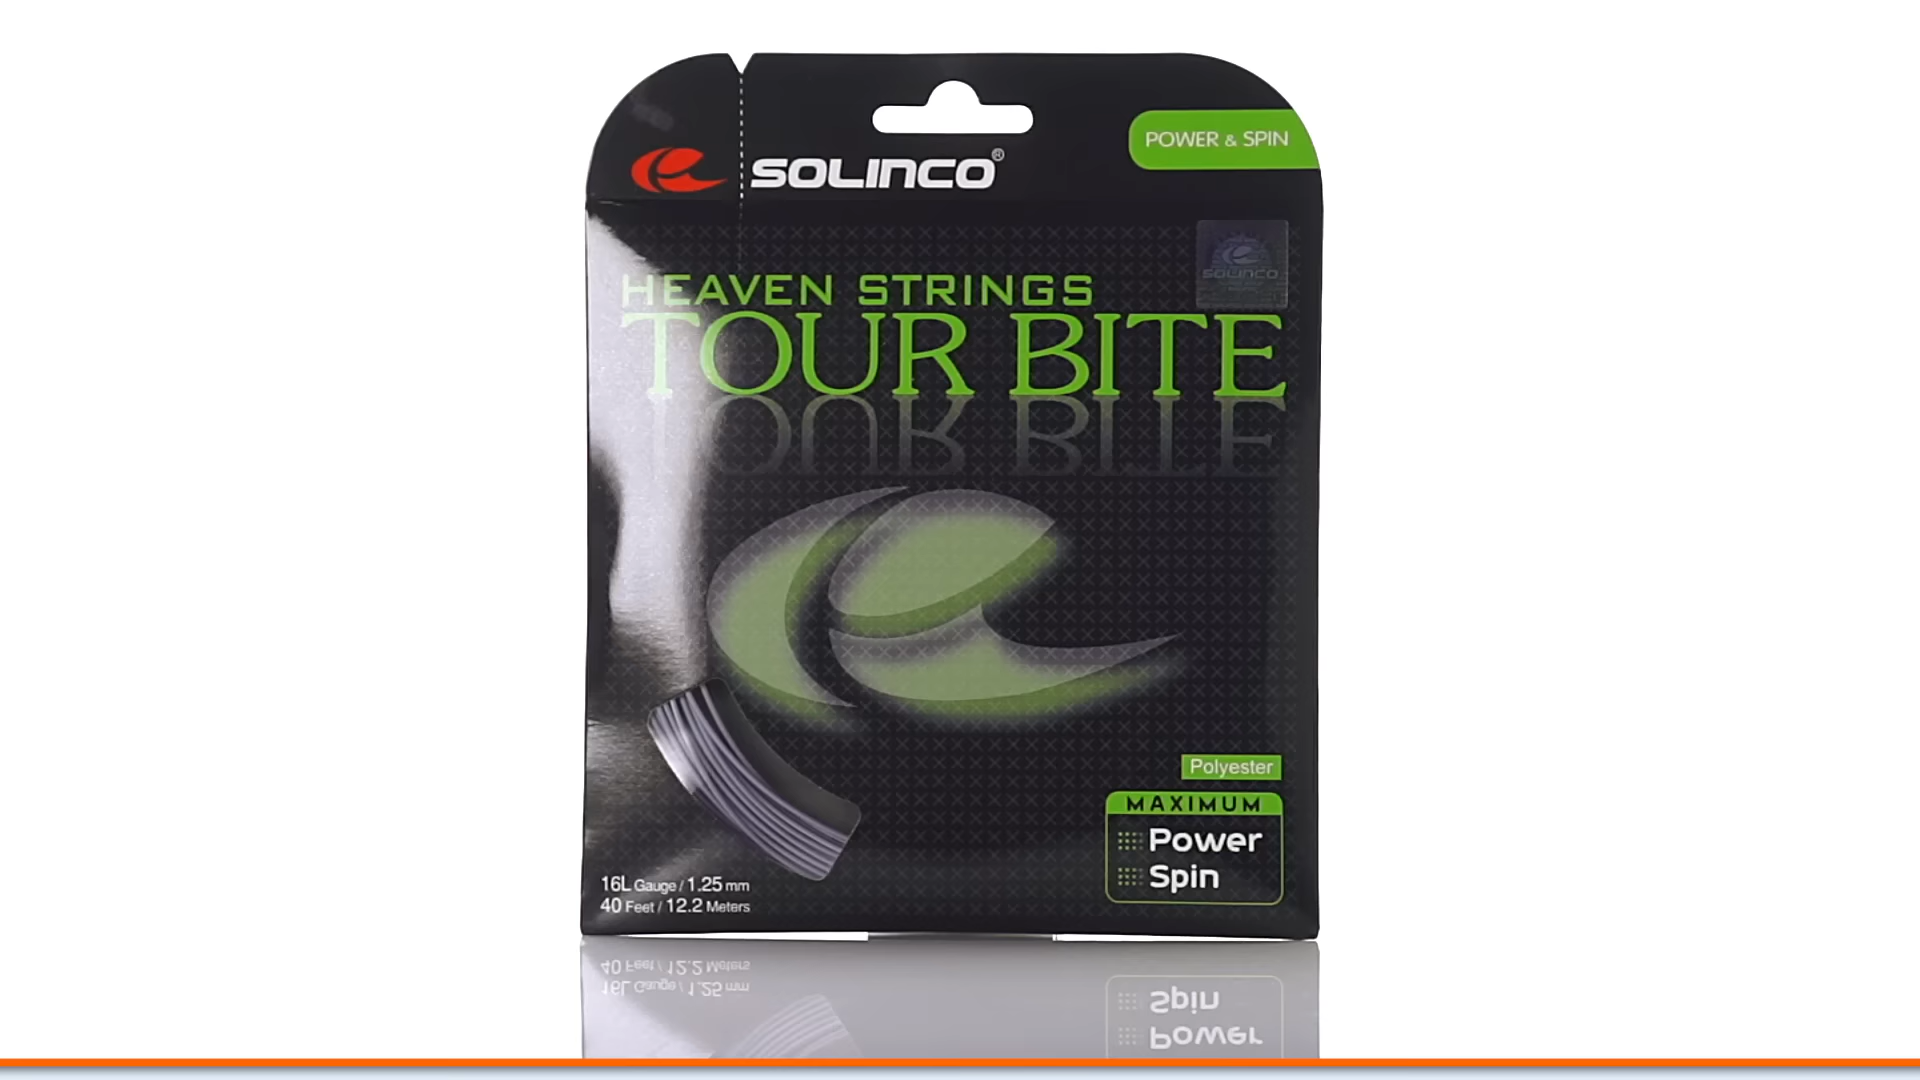 POWER & SPIN
SOLINCO®
SOLINCO
HEAVEN STRINGS
TOUR BITE
Polyester
MAXIMUM
Power
Spin
16L Gauge / 1.25 mm
40 Feet / 12.2 Meters